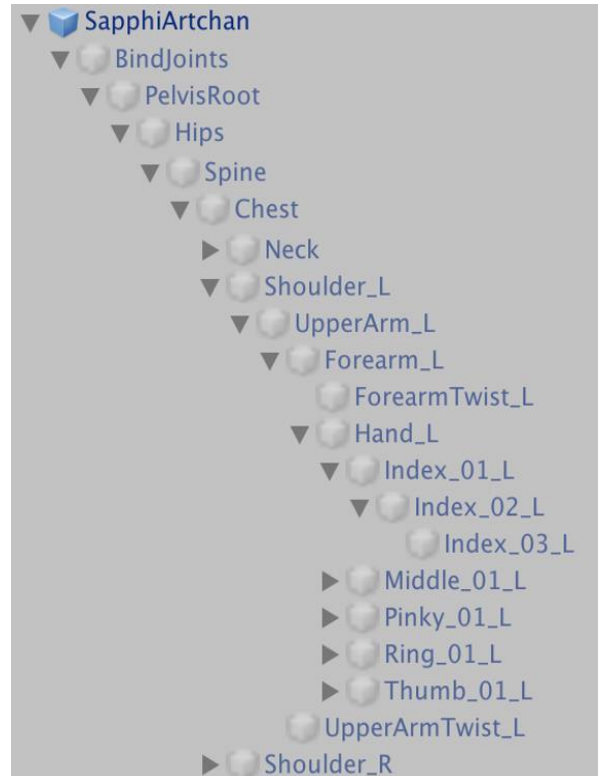 SapphiArtchan
BindJoints
PelvisRoot
Hips
Spine
Chest
Neck
Shoulder_L
UpperArm_L
Forearm_L
ForearmTwist_L
Hand_L
Index_01_L
Index_02_L
Index_03_L
Middle_01_L
Pinky_01_L
Ring_01_L
Thumb_01_L
UpperArmTwist_L
Shoulder_R